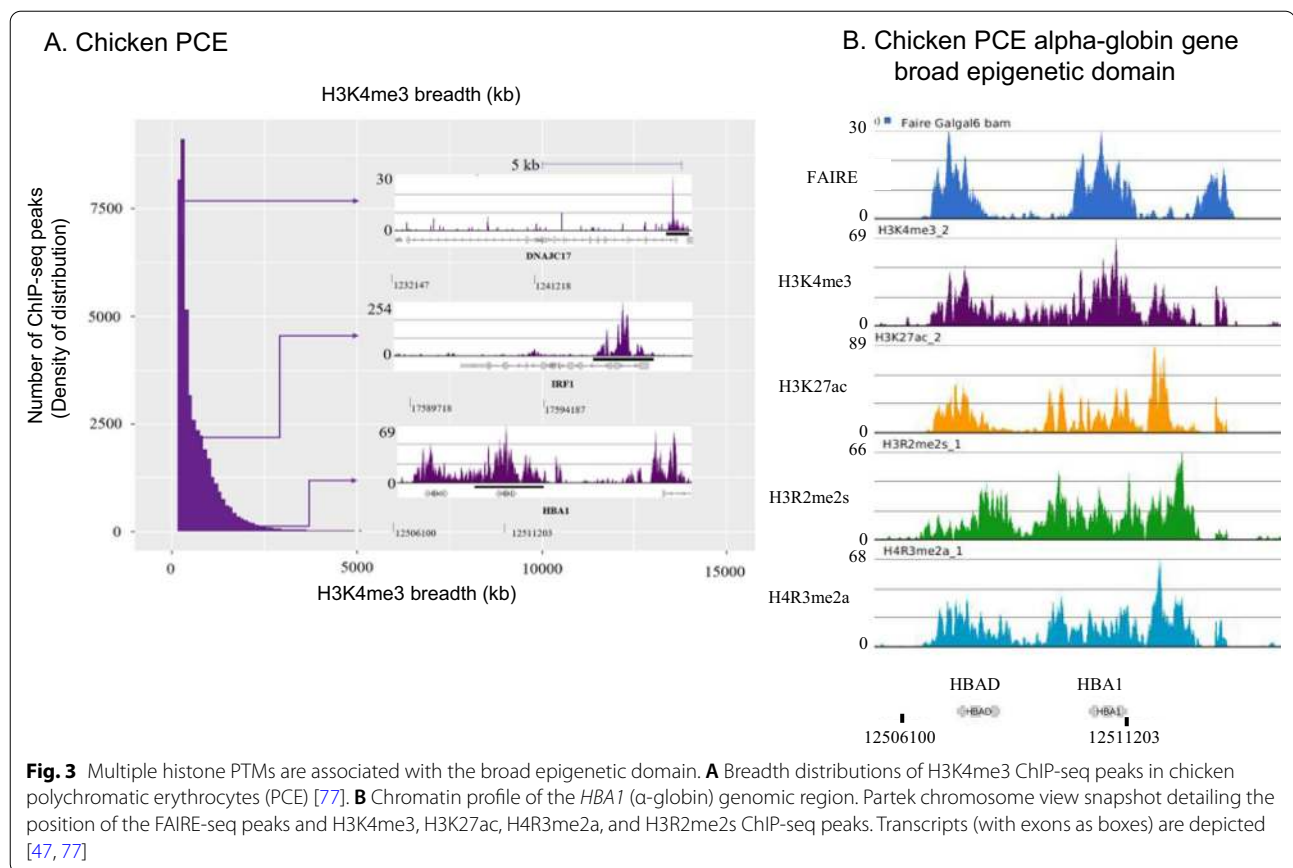 A. Chicken PCE
H3K4me3 breadth (kb)
Number of ChIP-seq peaks
(Density of distribution)
7500
5000
2500
0
0
5000
10000
15000
H3K4me3 breadth (kb)
5 kb
30
0
DNAJC17
1232147
1241218
254
0
IRF1
17589718
17594187
69
0
HBA1
12506100
12511203
B. Chicken PCE alpha-globin gene
broad epigenetic domain
Faire Galgal6 bam
30
FAIRE
0
H3K4me3_2
69
H3K4me3
0
H3K27ac_2
89
H3K27ac
0
H3R2me2s_1
66
H3R2me2s
0
H4R3me2a_1
68
H4R3me2a
0
HBAD
HBA1
HBAD
HBA1
12506100
12511203
Fig. 3 Multiple histone PTMs are associated with the broad epigenetic domain. A Breadth distributions of H3K4me3 ChIP-seq peaks in chicken
polychromatic erythrocytes (PCE) [77]. B Chromatin profile of the HBA1 (α-globin) genomic region. Partek chromosome view snapshot detailing the
position of the FAIRE-seq peaks and H3K4me3, H3K27ac, H4R3me2a, and H3R2me2s ChIP-seq peaks. Transcripts (with exons as boxes) are depicted
[47, 77]